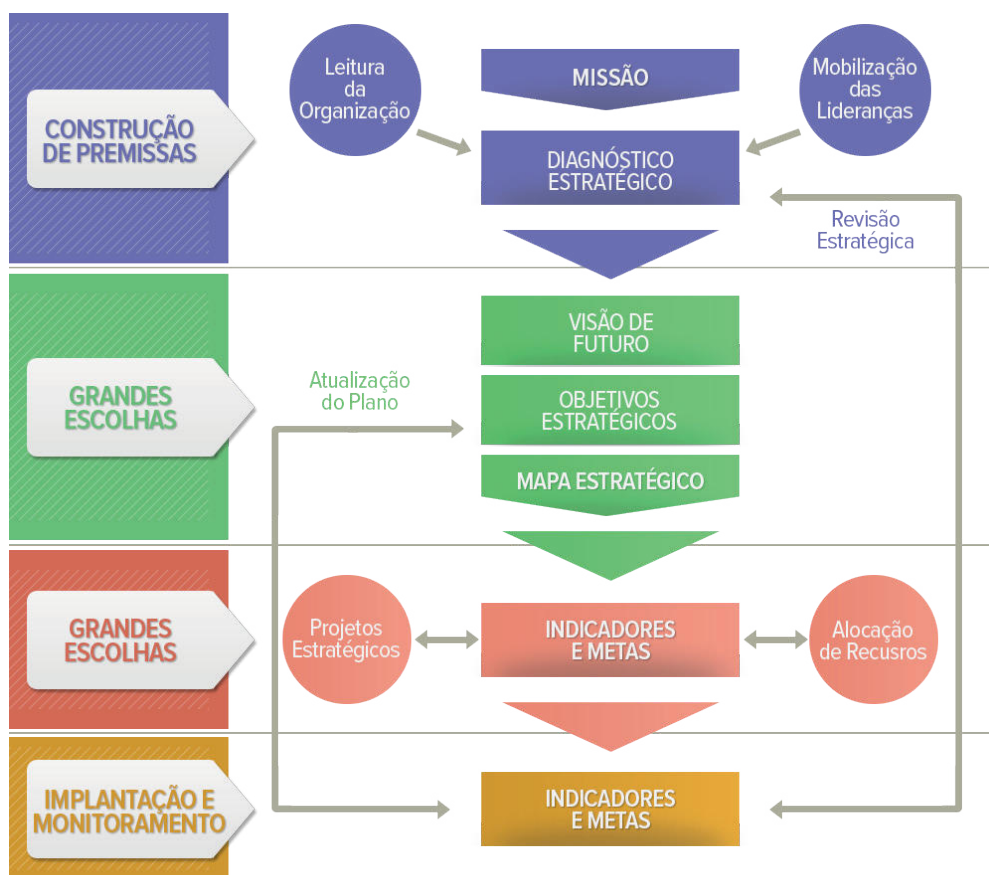 Leitura
da
Organização
MISSÃO
Mobilização
das
Lideranças
CONSTRUÇÃO
DE PREMISSAS
DIAGNÓSTICO
ESTRATÉGICO
Revisão
Estratégica
VISÃO DE
FUTURO
Atualização
do Plano
GRANDES
ESCOLHAS
OBJETIVOS
ESTRATÉGICOS
MAPA ESTRATÉGICO
GRANDES
ESCOLHAS
Projetos
Estratégicos
INDICADORES
E METAS
Alocação
de Recusros
IMPLANTAÇÃO E
MONITORAMENTO
INDICADORES
E METAS